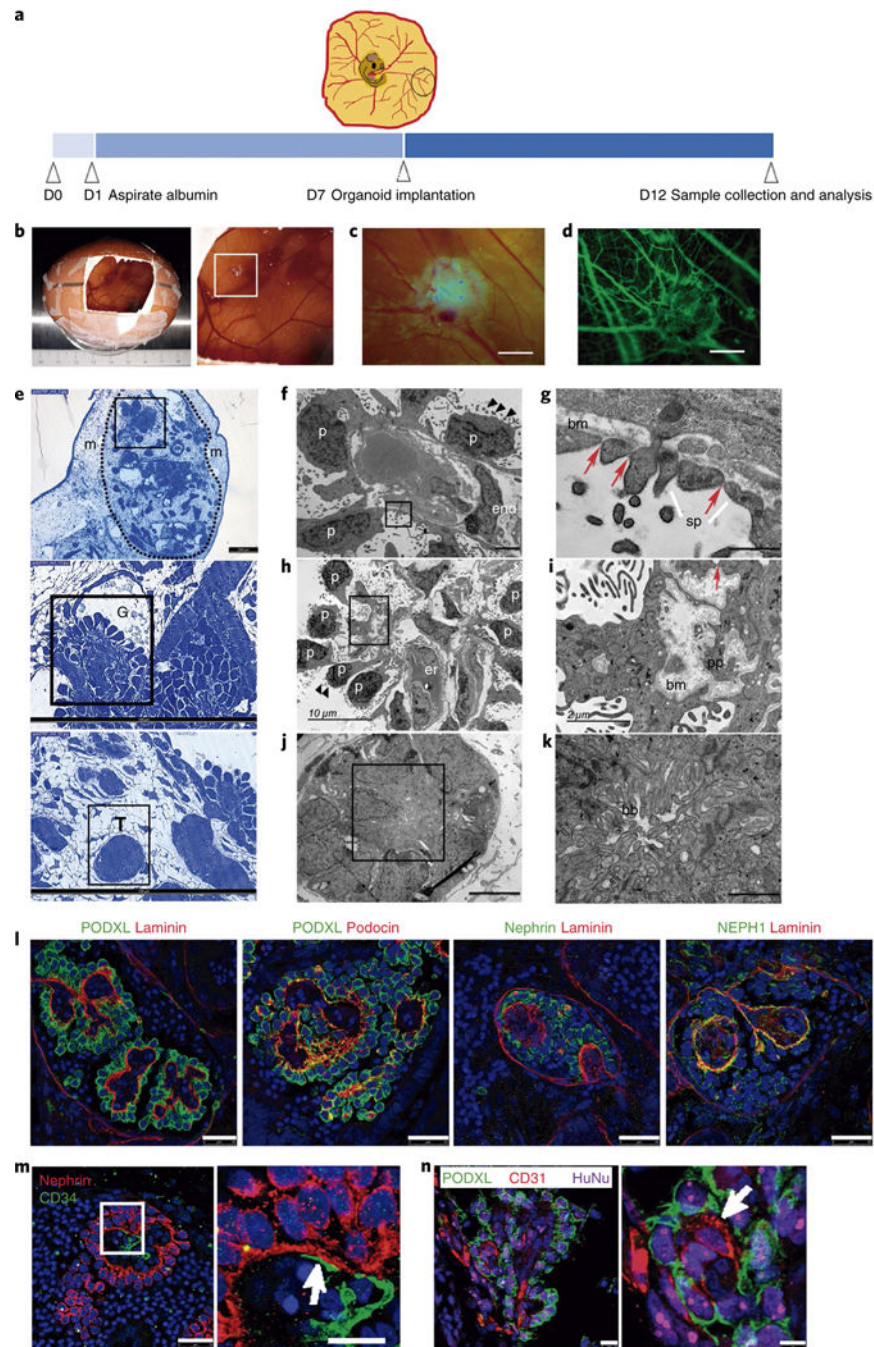 a
D0
D1 Aspirate albumin
D7 Organoid implantation
D12 Sample collection and analysis
b
c
d
e
m
m
f
p
p
p
end
g
bm
sp
G
h
p
p
p
p
p
p
p
p
er
10 µm
i
pp
bm
2 µm
T
j
k
bb
l
PODXL Laminin
PODXL Podocin
Nephrin Laminin
NEPH1 Laminin
m
Nephrin
CD34
n
PODXL CD31 HuNu